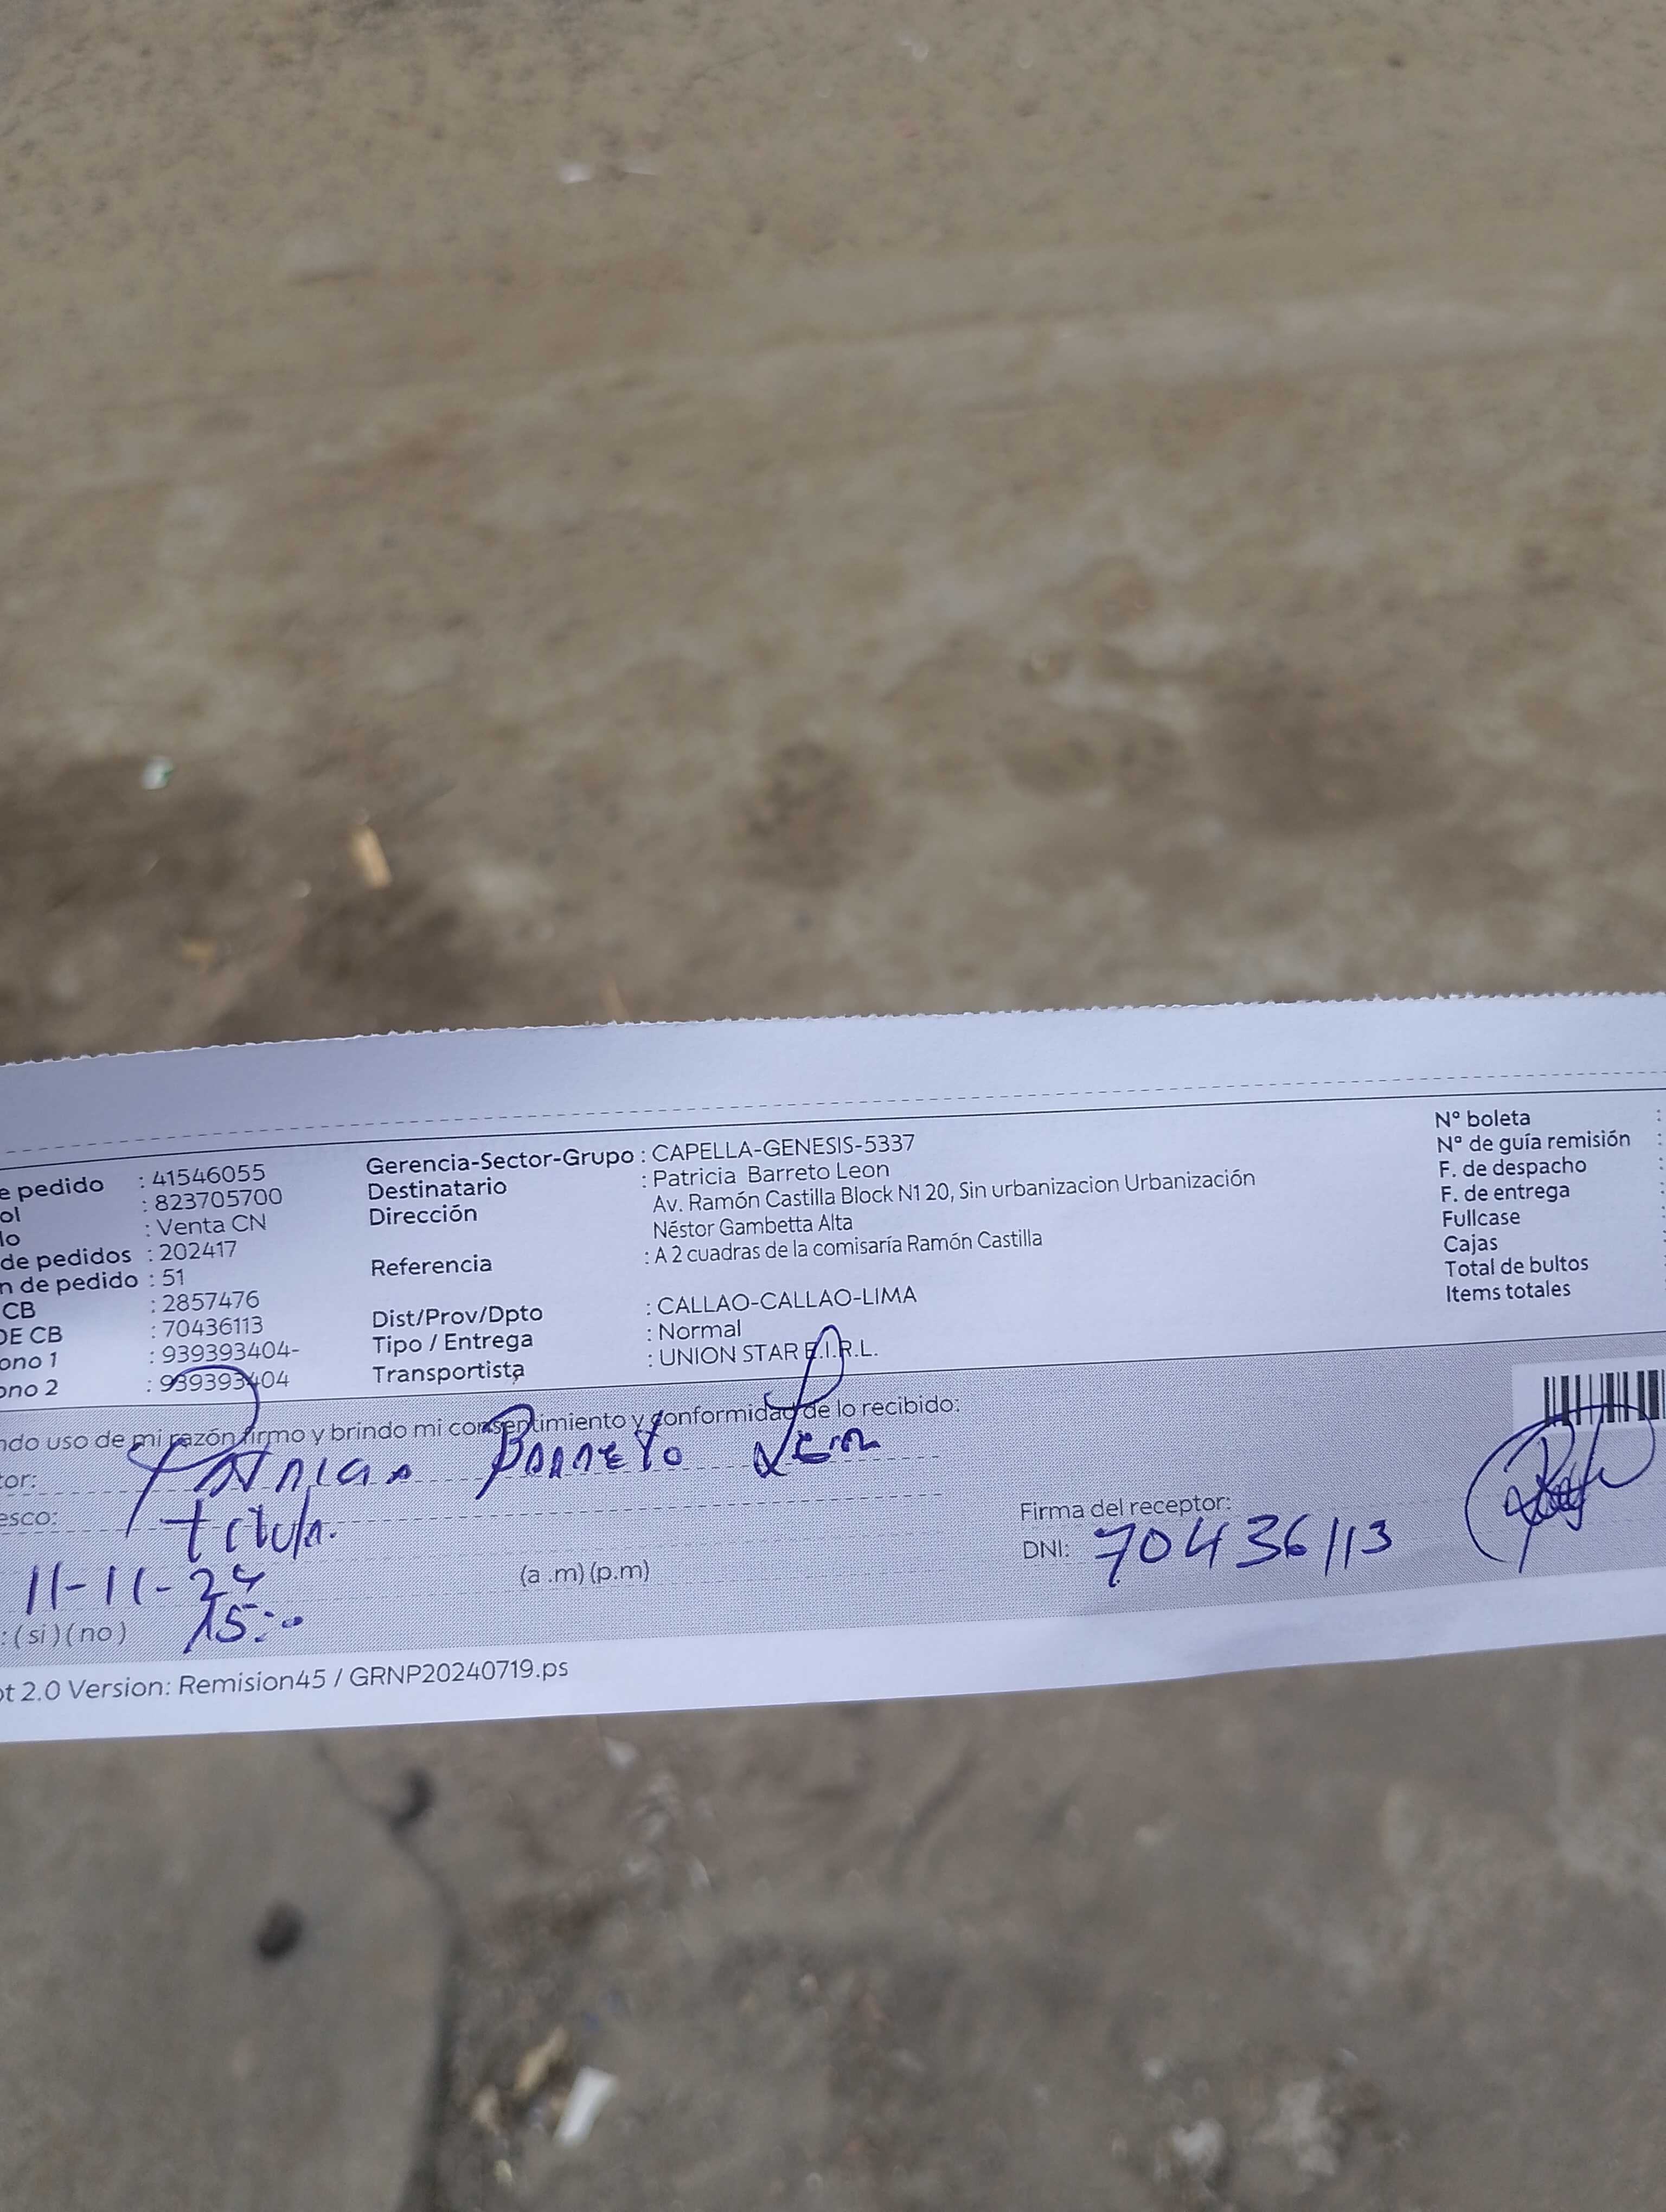 e pedido : 41546055
ol : 823705700
lo : Venta CN
de pedidos : 202417
n de pedido : 51
CB : 2857476
DE CB : 70436113
ono 1 : 939393404-
ono 2 : 939393404
Gerencia-Sector-Grupo : CAPELLA-GENESIS-5337
Destinatario : Patricia Barreto Leon
Dirección Av. Ramón Castilla Block N1 20, Sin urbanizacion Urbanización
Néstor Gambetta Alta
Referencia : A 2 cuadras de la comisaría Ramón Castilla
Dist/Prov/Dpto : CALLAO-CALLAO-LIMA
Tipo / Entrega : Normal
Transportista : UNION STAR E.I.R.L.
N° boleta :
N° de guía remisión :
F. de despacho :
F. de entrega :
Fullcase :
Cajas :
Total de bultos :
Items totales :
ndo uso de mi razón firmo y brindo mi consentimiento y conformidad de lo recibido:
tor: Patricia Barreto Leon
esco:
Firma del receptor:
DNI: 70436113
11-11-24
(a .m) (p.m)
: (si) (no) 15:
ot 2.0 Version: Remision45 / GRNP20240719.ps